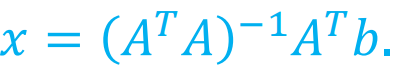 x = (AᵀA)⁻¹Aᵀb.